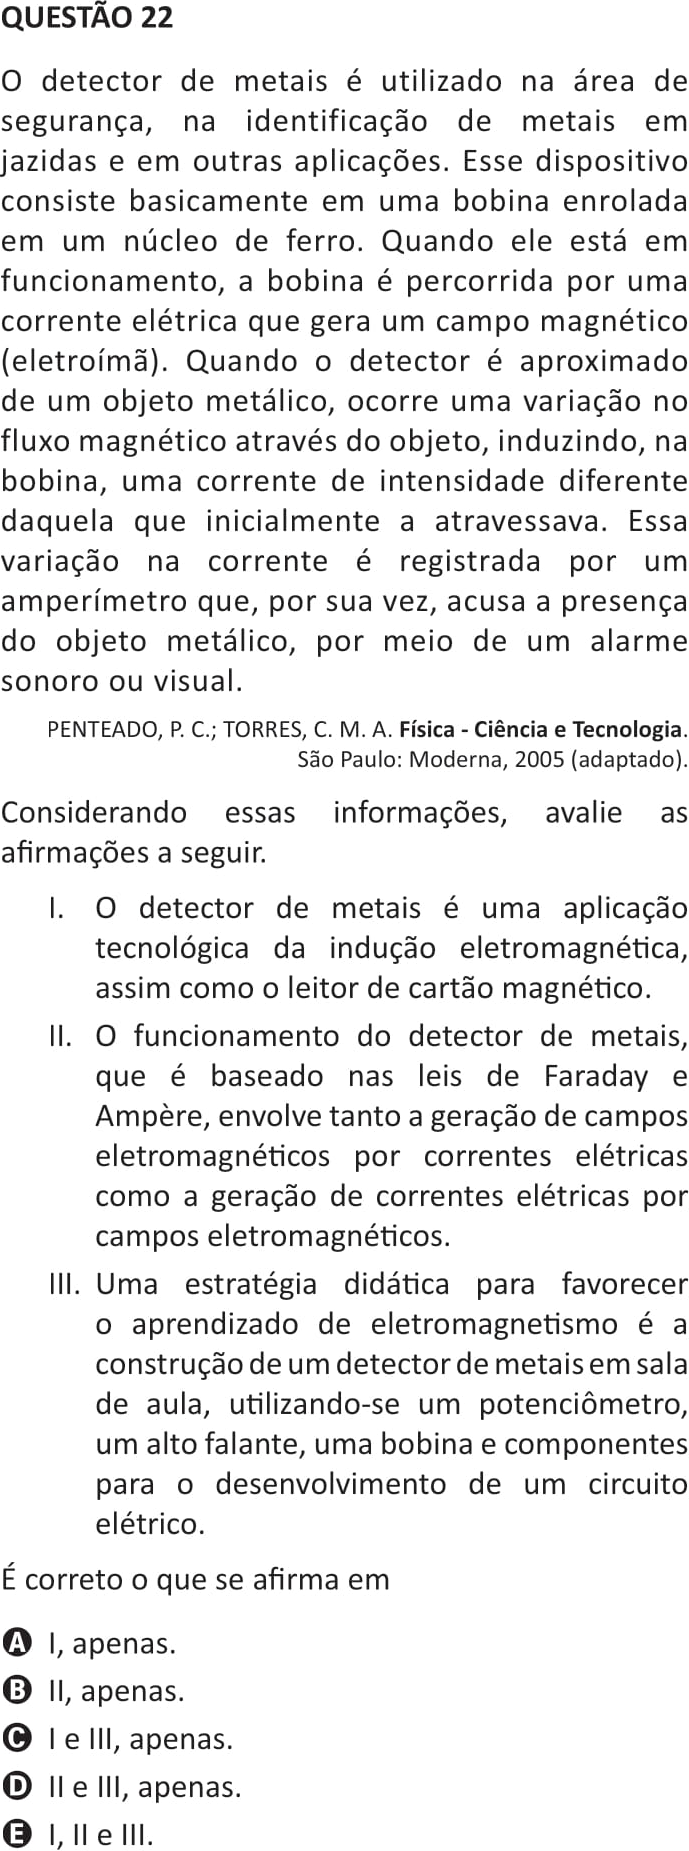 QUESTÃO 22
O detector de metais é utilizado na área de
segurança, na identificação de metais em
jazidas e em outras aplicações. Esse dispositivo
consiste basicamente em uma bobina enrolada
em um núcleo de ferro. Quando ele está em
funcionamento, a bobina é percorrida por uma
corrente elétrica que gera um campo magnético
(eletroímã). Quando o detector é aproximado
de um objeto metálico, ocorre uma variação no
fluxo magnético através do objeto, induzindo, na
bobina, uma corrente de intensidade diferente
daquela que inicialmente a atravessava. Essa
variação na corrente é registrada por um
amperímetro que, por sua vez, acusa a presença
do objeto metálico, por meio de um alarme
sonoro ou visual.
PENTEADO, P. C.; TORRES, C. M. A. Física - Ciência e Tecnologia.
São Paulo: Moderna, 2005 (adaptado).
Considerando essas informações, avalie as
afirmações a seguir.
I. O detector de metais é uma aplicação
tecnológica da indução eletromagnética,
assim como o leitor de cartão magnético.
II. O funcionamento do detector de metais,
que é baseado nas leis de Faraday e
Ampère, envolve tanto a geração de campos
eletromagnéticos por correntes elétricas
como a geração de correntes elétricas por
campos eletromagnéticos.
III. Uma estratégia didática para favorecer
o aprendizado de eletromagnetismo é a
construção de um detector de metais em sala
de aula, utilizando-se um potenciômetro,
um alto falante, uma bobina e componentes
para o desenvolvimento de um circuito
elétrico.
É correto o que se afirma em
A I, apenas.
B II, apenas.
C I e III, apenas.
D II e III, apenas.
E I, II e III.